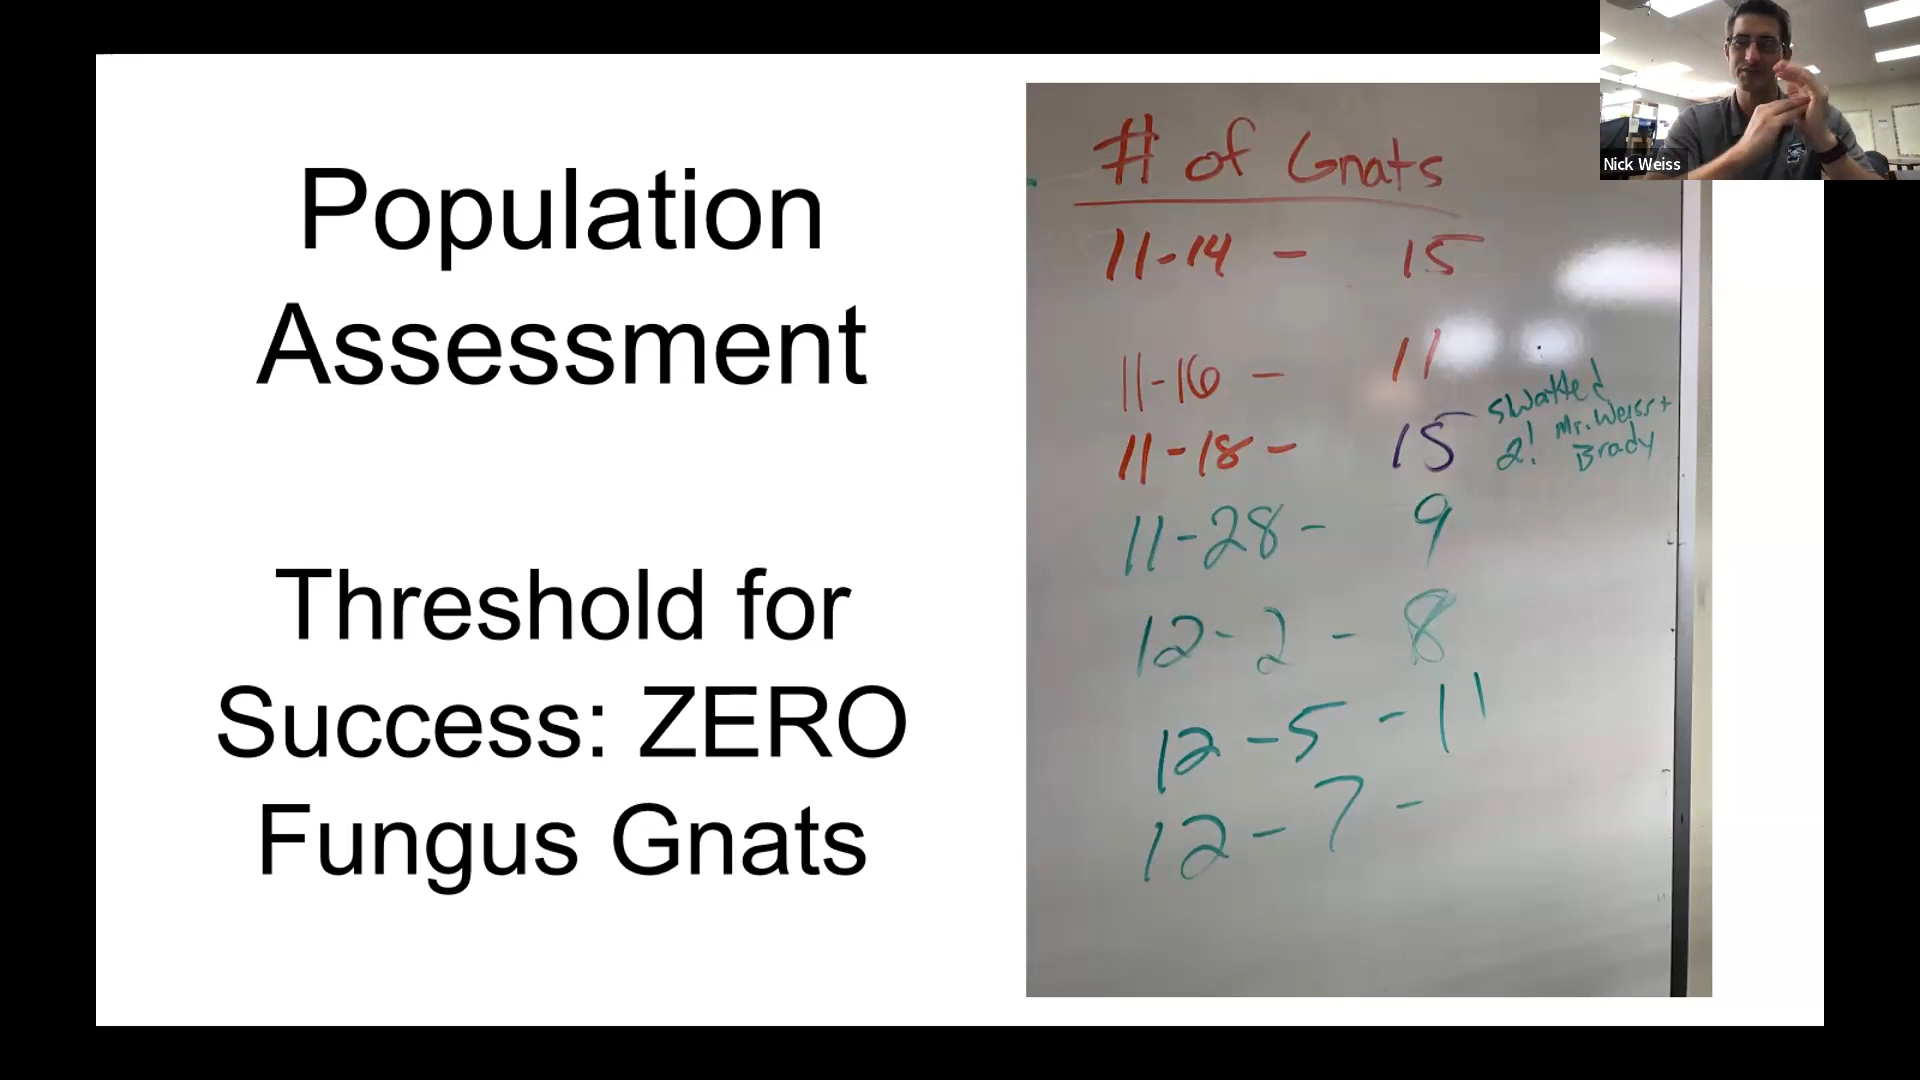 Population
Assessment
Threshold for
Success: ZERO
Fungus Gnats
# of Gnats
11-14 - 15
11-16 - 11
11-18 - 15
swatted
2! Mr. Weiss +
Brady
11-28 - 9
12-2 - 8
12-5 - 11
12-7 -
Nick Weiss